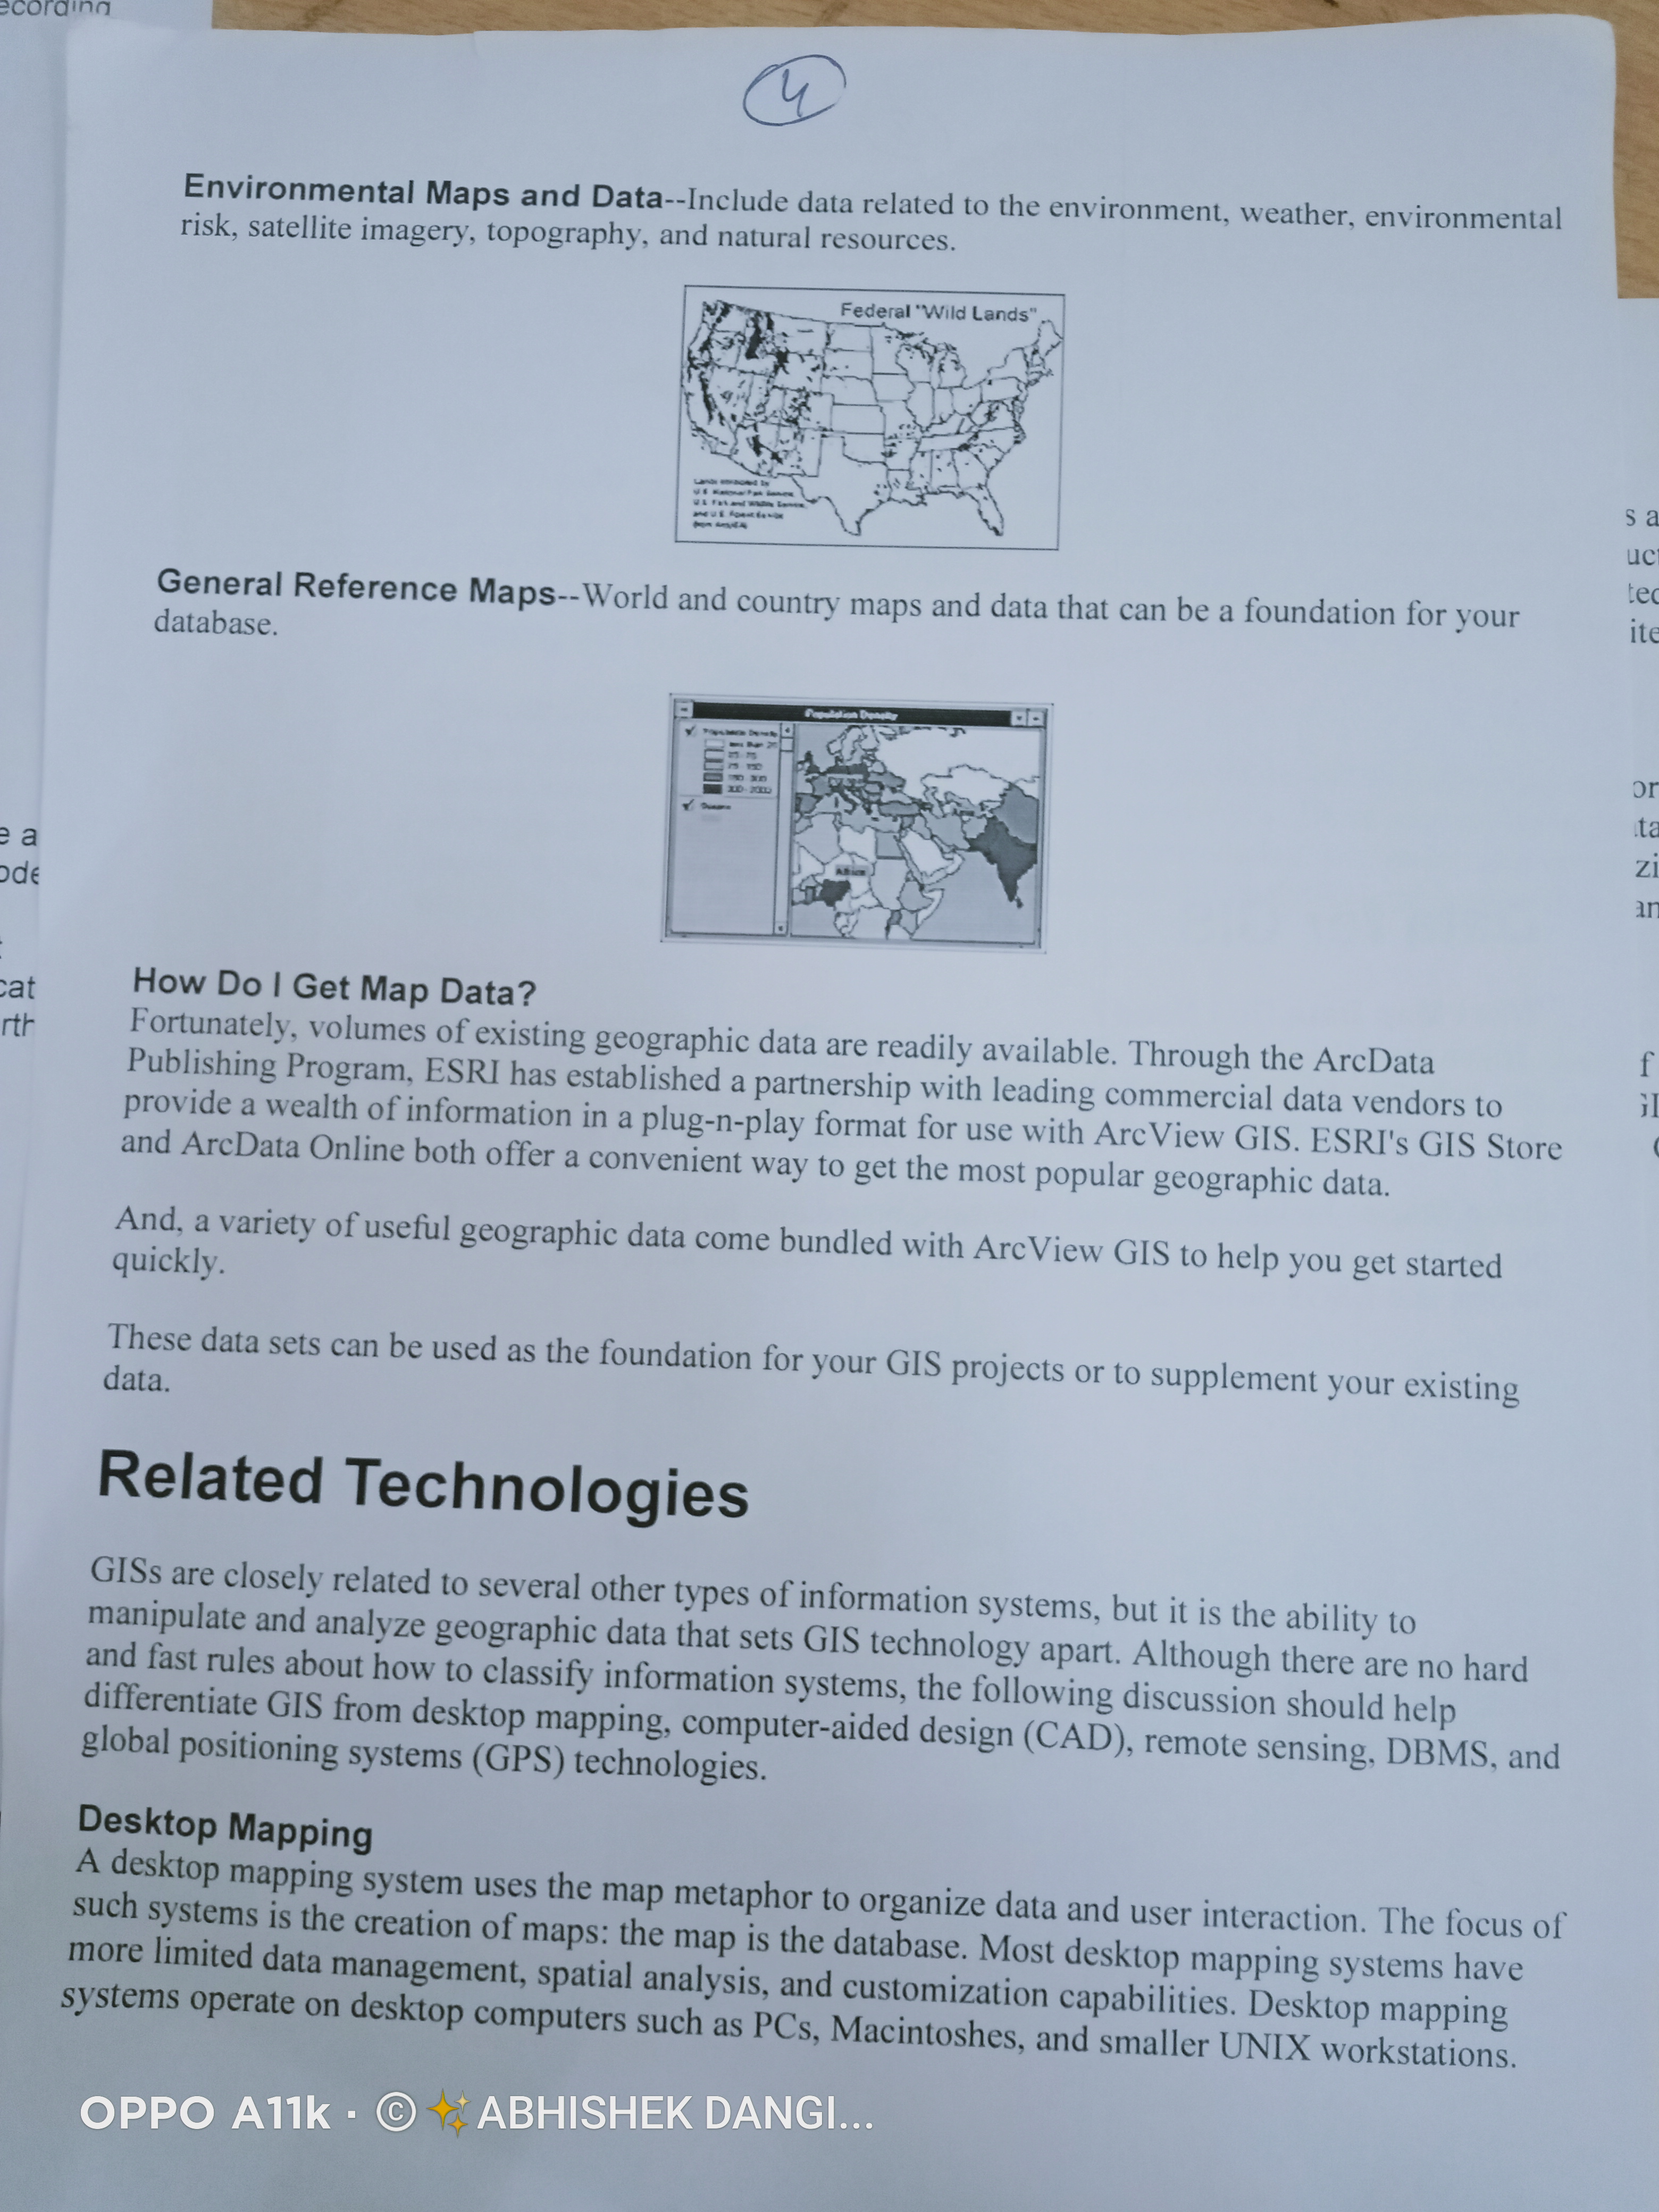 ecording
4
Environmental Maps and Data--Include data related to the environment, weather, environmental
risk, satellite imagery, topography, and natural resources.
Federal "Wild Lands"
General Reference Maps--World and country maps and data that can be a foundation for your
database.
Population Density
Africa
How Do I Get Map Data?
Fortunately, volumes of existing geographic data are readily available. Through the ArcData
Publishing Program, ESRI has established a partnership with leading commercial data vendors to
provide a wealth of information in a plug-n-play format for use with ArcView GIS. ESRI's GIS Store
and ArcData Online both offer a convenient way to get the most popular geographic data.
And, a variety of useful geographic data come bundled with ArcView GIS to help you get started
quickly.
These data sets can be used as the foundation for your GIS projects or to supplement your existing
data.
Related Technologies
GISs are closely related to several other types of information systems, but it is the ability to
manipulate and analyze geographic data that sets GIS technology apart. Although there are no hard
and fast rules about how to classify information systems, the following discussion should help
differentiate GIS from desktop mapping, computer-aided design (CAD), remote sensing, DBMS, and
global positioning systems (GPS) technologies.
Desktop Mapping
A desktop mapping system uses the map metaphor to organize data and user interaction. The focus of
such systems is the creation of maps: the map is the database. Most desktop mapping systems have
more limited data management, spatial analysis, and customization capabilities. Desktop mapping
systems operate on desktop computers such as PCs, Macintoshes, and smaller UNIX workstations.
OPPO A11k · ©✨ABHISHEK DANGI...